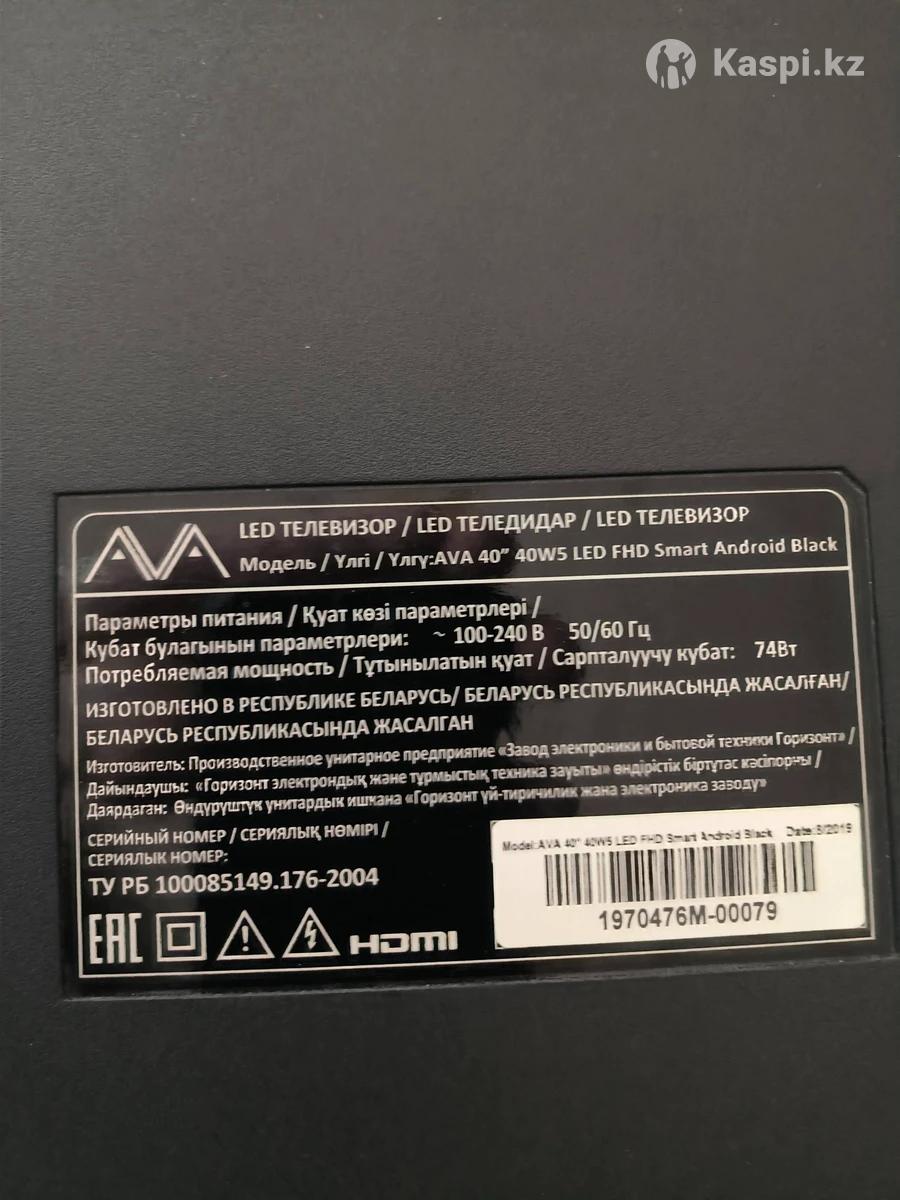 Kaspi.kz
AVA
LED ТЕЛЕВИЗОР / LED ТЕЛЕДИДАР / LED ТЕЛЕВИЗОР
Модель / Үлгі / Үлгү:AVA 40” 40W5 LED FHD Smart Android Black
Параметры питания / Қуат көзі параметрлері /
Кубат булагынын параметрлери: ~ 100-240 В 50/60 Гц
Потребляемая мощность / Тұтынылатын қуат / Сарпталуучу кубат: 74Вт
ИЗГОТОВЛЕНО В РЕСПУБЛИКЕ БЕЛАРУСЬ/ БЕЛАРУСЬ РЕСПУБЛИКАСЫНДА ЖАСАЛҒАН/
БЕЛАРУСЬ РЕСПУБЛИКАСЫНДА ЖАСАЛГАН
Изготовитель: Производственное унитарное предприятие «Завод электроники и бытовой техники Горизонт» /
Дайындаушы: «Горизонт электрондық және тұрмыстық техника зауыты» өндірістік біртұтас кәсіпорны /
Даярдаган: Өндүрүштүк унитардык ишкана «Горизонт үй-тиричилик жана электроника заводу»
СЕРИЙНЫЙ НОМЕР / СЕРИЯЛЫҚ НӨМІРІ /
СЕРИЯЛЫК НОМЕР:
ТУ РБ 100085149.176-2004
Model:AVA 40" 40W5 LED FHD Smart Android Black Date:8/2019
1970476M-00079
EAC
HDMI